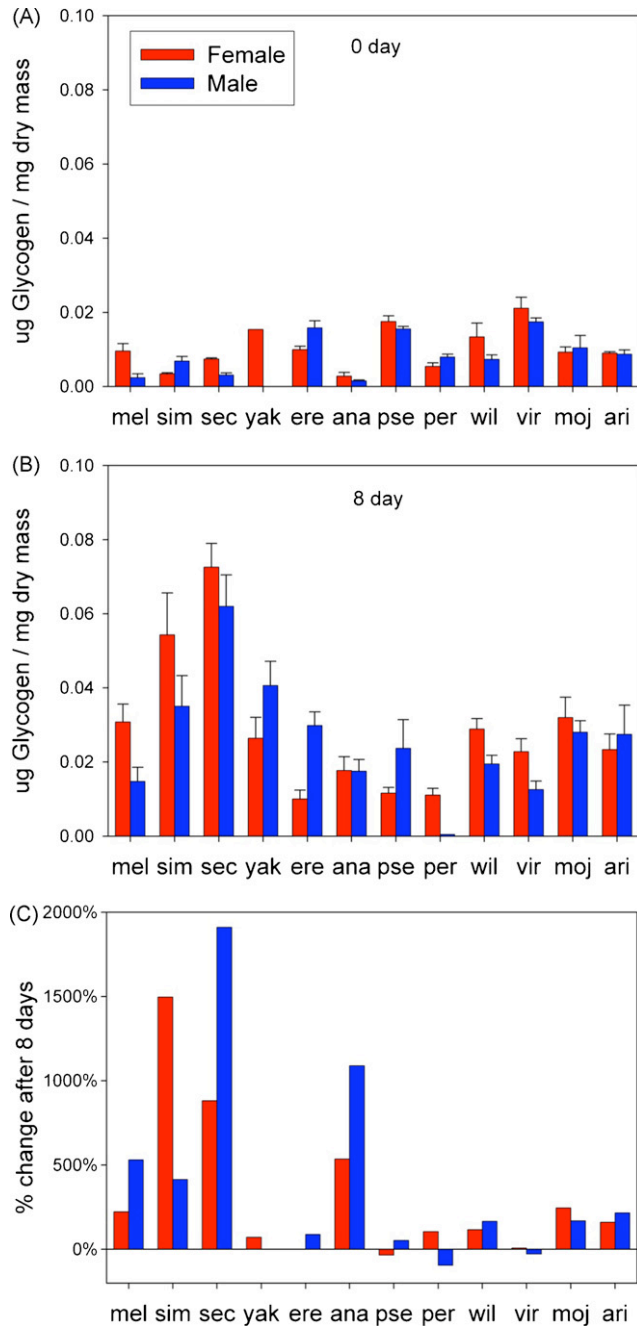 (A)
0.10
0 day
Female
Male
0.08
0.06
0.04
0.02
0.00
ug Glycogen / mg dry mass
mel sim sec yak ere ana pse per wil vir moj ari
(B)
0.10
8 day
0.08
0.06
0.04
0.02
0.00
ug Glycogen / mg dry mass
mel sim sec yak ere ana pse per wil vir moj ari
(C)
2000%
1500%
1000%
500%
0%
% change after 8 days
mel sim sec yak ere ana pse per wil vir moj ari